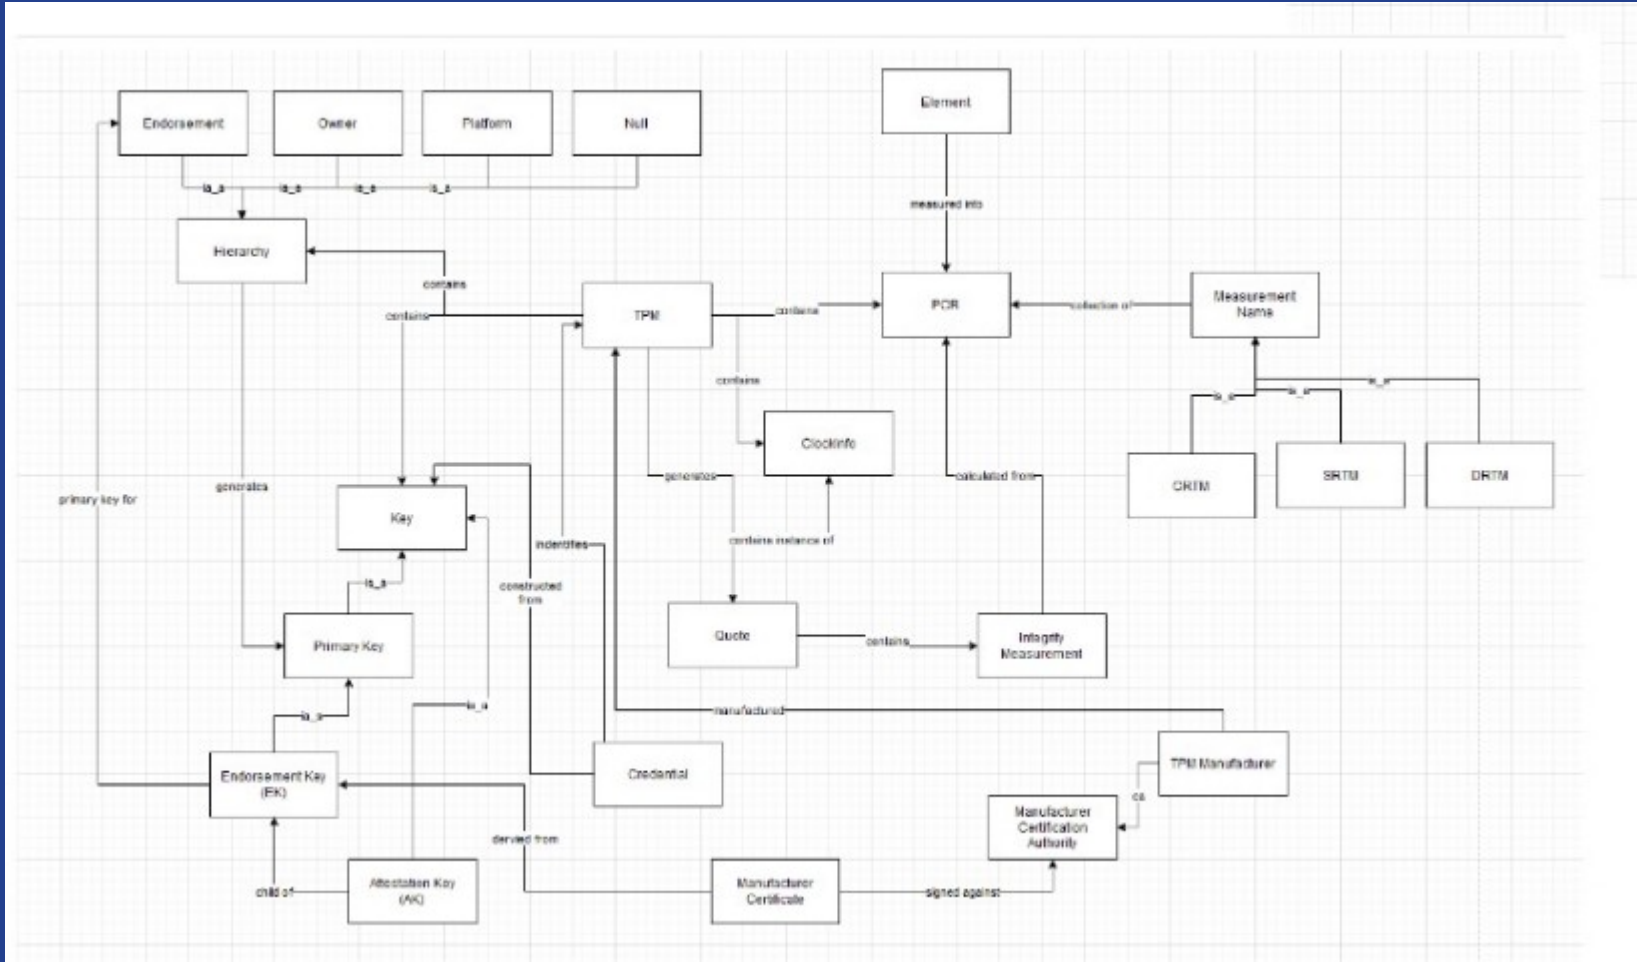 Element
Endorsement
Owner
Platform
Null
is_a
is_a
is_a
is_a
measured into
Hierarchy
contains
contains
TPM
contains
PCR
collection of
Measurement
Name
contains
is_a
is_a
is_a
ClockInfo
generates
primary key for
generates
calculated from
CRTM
SRTM
DRTM
Key
indentifies
contains instance of
is_a
constructed
from
Primary Key
Quote
contains
Integrity
Measurement
is_a
is_a
manufactured
Endorsement Key
(EK)
Credential
TPM Manufacturer
ca
Manufacturer
Certification
Authority
dervied from
child of
Attestation Key
(AK)
Manufacturer
Certificate
signed against